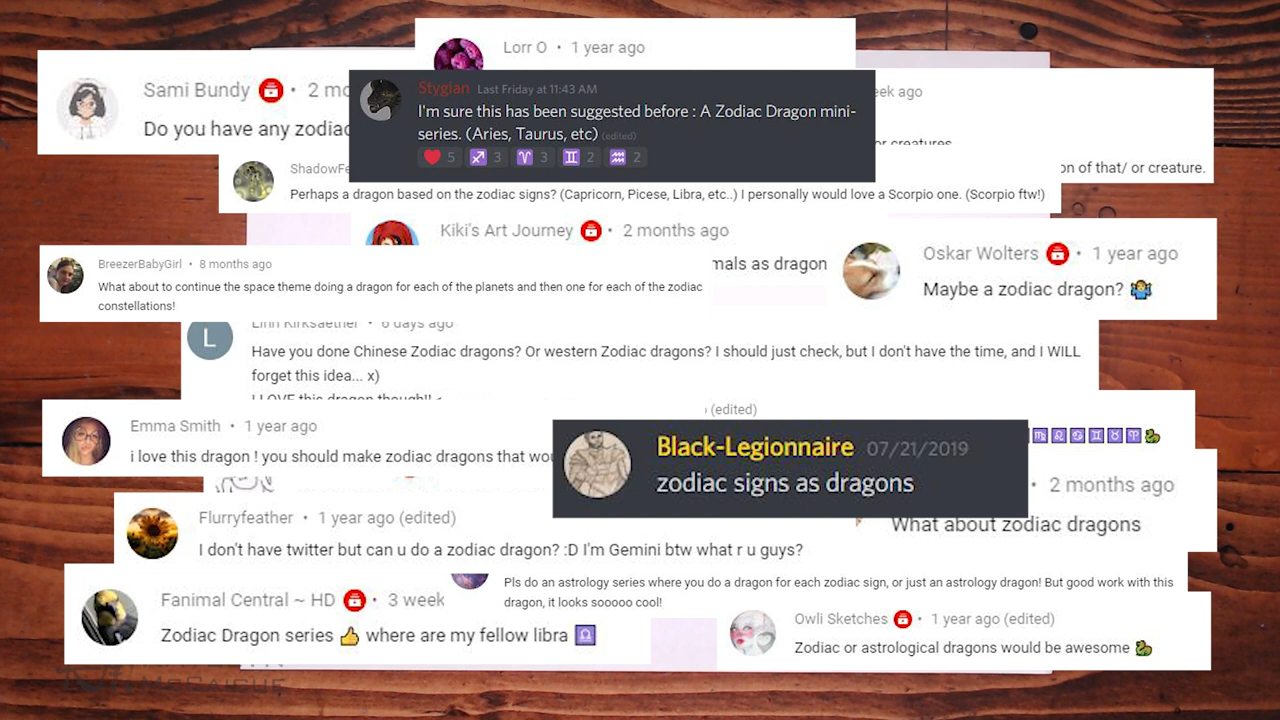 Lorr O • 1 year ago
Sami Bundy • 2 mo
Do you have any zodiac
Stygian Last Friday at 11:43 AM
I'm sure this has been suggested before : A Zodiac Dragon mini-
series. (Aries, Taurus, etc) (edited)
❤️ 5 ♐ 3 ♈ 3 ♊ 2 ♒ 2
eek ago
or creatures
on of that/ or creature.
ShadowFe
Perhaps a dragon based on the zodiac signs? (Capricorn, Picese, Libra, etc..) I personally would love a Scorpio one. (Scorpio ftw!)
Kiki's Art Journey • 2 months ago
mals as dragon
BreezerBabyGirl • 8 months ago
What about to continue the space theme doing a dragon for each of the planets and then one for each of the zodiac
constellations!
Oskar Wolters • 1 year ago
Maybe a zodiac dragon? 🤷
L
Linn Kirksaether • 6 days ago
Have you done Chinese Zodiac dragons? Or western Zodiac dragons? I should just check, but I don't have the time, and I WILL
forget this idea... x)
I LOVE this dragon though!! <
(edited)
♍♌♋♊♉♈🐉
Emma Smith • 1 year ago
i love this dragon ! you should make zodiac dragons that wou
Black-Legionnaire 07/21/2019
zodiac signs as dragons
• 2 months ago
What about zodiac dragons
Flurryfeather • 1 year ago (edited)
I don't have twitter but can u do a zodiac dragon? :D I'm Gemini btw what r u guys?
Pls do an astrology series where you do a dragon for each zodiac sign, or just an astrology dragon! But good work with this
dragon, it looks sooooo cool!
Fanimal Central ~ HD • 3 week
Zodiac Dragon series 👍 where are my fellow libra ♎
Owli Sketches • 1 year ago (edited)
Zodiac or astrological dragons would be awesome 🐉